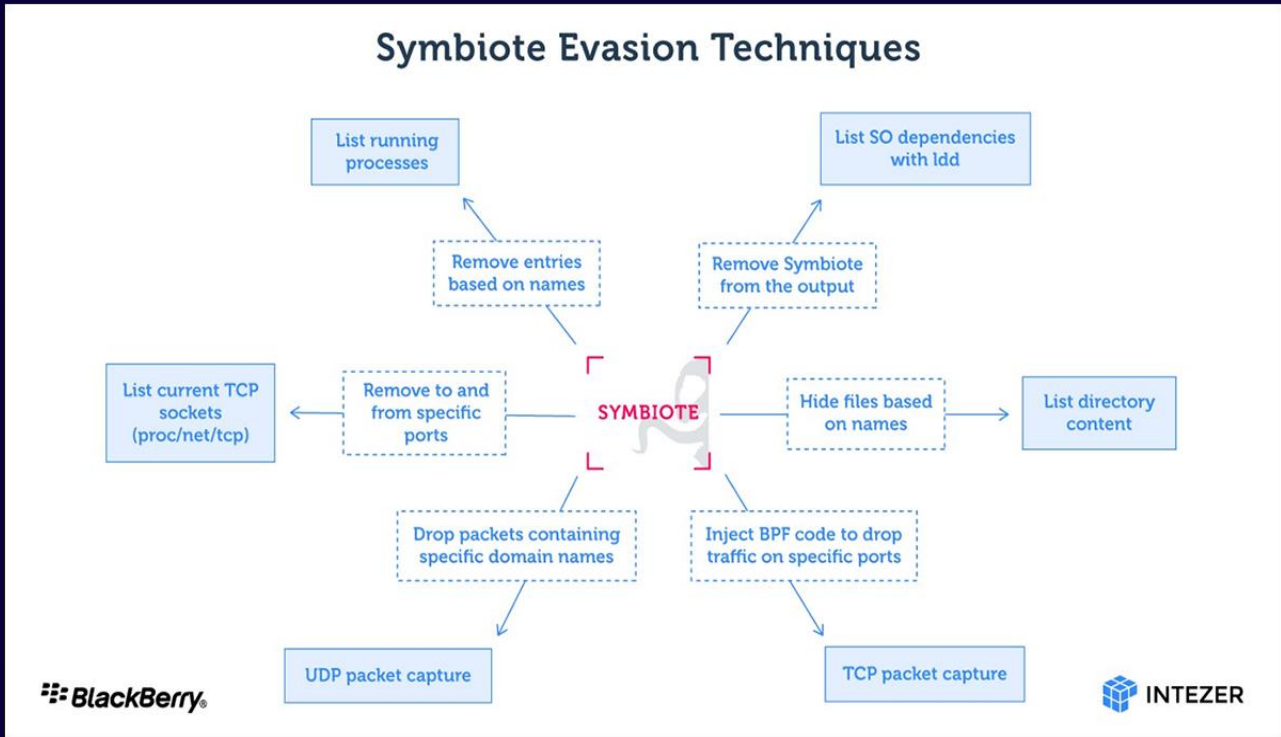 Symbiote Evasion Techniques
List running
processes
List SO dependencies
with ldd
Remove entries
based on names
Remove Symbiote
from the output
List current TCP
sockets
(proc/net/tcp)
Remove to and
from specific
ports
SYMBIOTE
Hide files based
on names
List directory
content
Drop packets containing
specific domain names
Inject BPF code to drop
traffic on specific ports
UDP packet capture
TCP packet capture
BlackBerry®
INTEZER